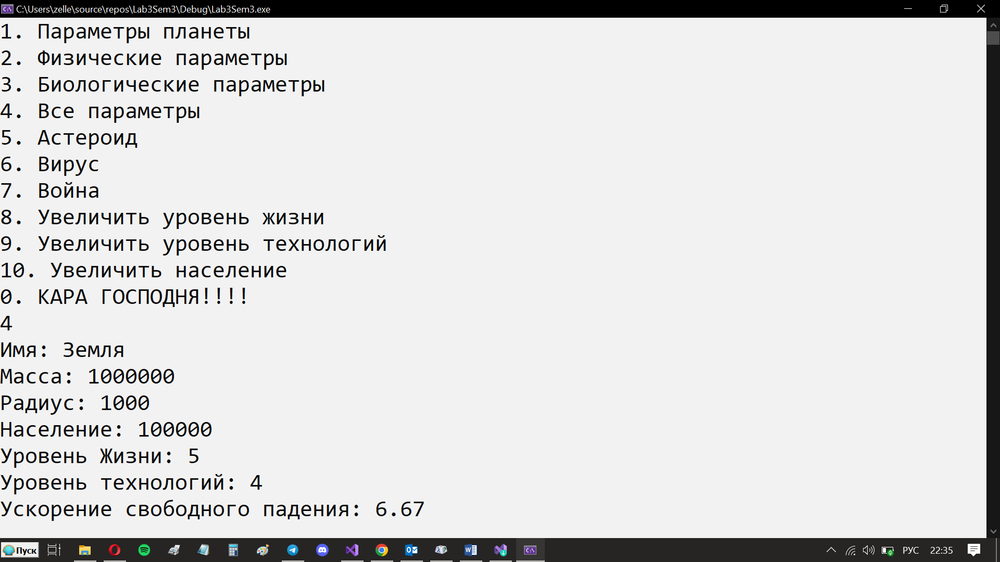 C:\Users\zelle\source\repos\Lab3Sem3\Debug\Lab3Sem3.exe
1. Параметры планеты
2. Физические параметры
3. Биологические параметры
4. Все параметры
5. Астероид
6. Вирус
7. Война
8. Увеличить уровень жизни
9. Увеличить уровень технологий
10. Увеличить население
0. КАРА ГОСПОДНЯ!!!!
4
Имя: Земля
Масса: 1000000
Радиус: 1000
Население: 100000
Уровень Жизни: 5
Уровень технологий: 4
Ускорение свободного падения: 6.67
Пуск
РУС
22:35